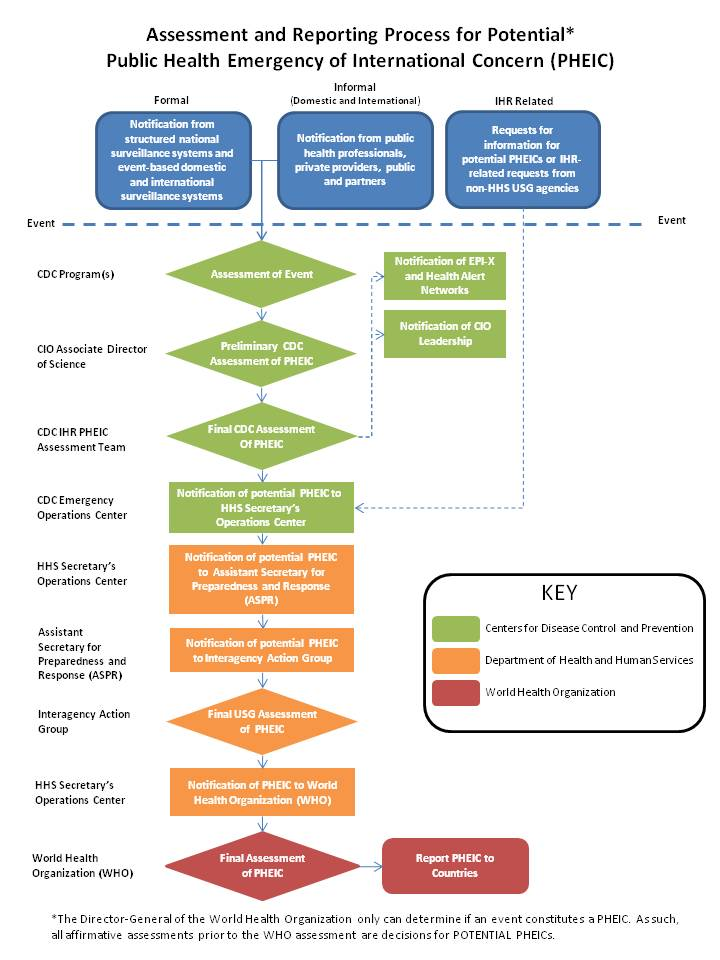 Assessment and Reporting Process for Potential*
Public Health Emergency of International Concern (PHEIC)
Formal
Informal
(Domestic and International)
IHR Related
Notification from
structured national
surveillance systems and
event-based domestic
and international
surveillance systems
Notification from public
health professionals,
private providers, public
and partners
Requests for
information for
potential PHEICs or IHR-
related requests from
non-HHS USG agencies
Event
Event
CDC Program(s)
Assessment of Event
Notification of EPI-X
and Health Alert
Networks
CIO Associate Director
of Science
Preliminary CDC
Assessment of PHEIC
Notification of CIO
Leadership
CDC IHR PHEIC
Assessment Team
Final CDC Assessment
Of PHEIC
CDC Emergency
Operations Center
Notification of potential PHEIC to
HHS Secretary's
Operations Center
HHS Secretary's
Operations Center
Notification of potential PHEIC
to Assistant Secretary for
Preparedness and Response
(ASPR)
Assistant
Secretary for
Preparedness and
Response (ASPR)
Notification of potential PHEIC
to Interagency Action Group
Interagency Action
Group
Final USG Assessment
of PHEIC
HHS Secretary's
Operations Center
Notification of PHEIC to World
Health Organization (WHO)
World Health
Organization (WHO)
Final Assessment
of PHEIC
Report PHEIC to
Countries
KEY
Centers for Disease Control and Prevention
Department of Health and Human Services
World Health Organization
*The Director-General of the World Health Organization only can determine if an event constitutes a PHEIC. As such,
all affirmative assessments prior to the WHO assessment are decisions for POTENTIAL PHEICs.